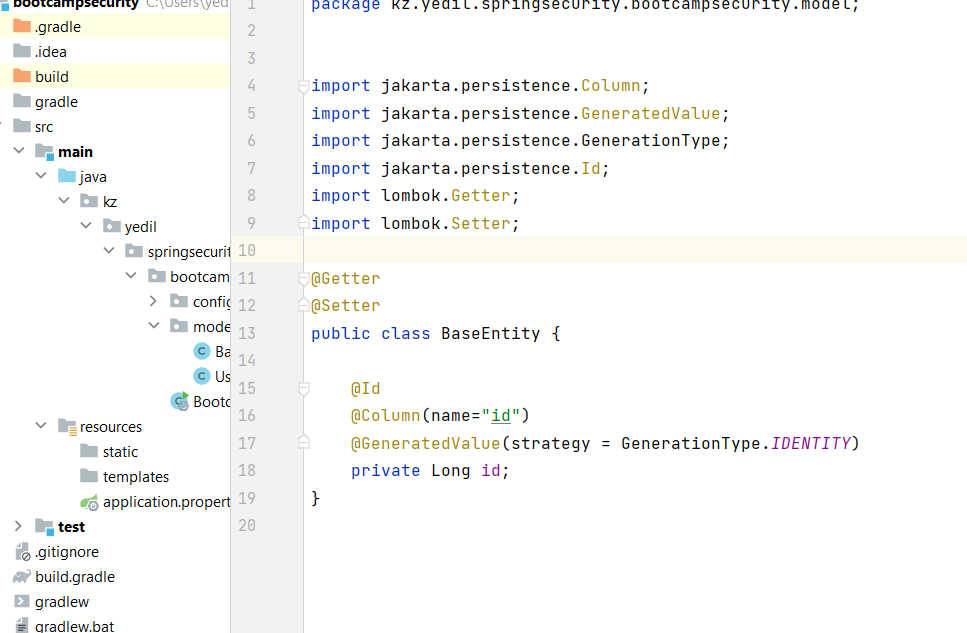 bootcampsecurity C:\Users\yed
.gradle
.idea
build
gradle
src
main
java
kz
yedil
springsecurit
bootcam
config
mode
Ba
Us
Bootc
resources
static
templates
application.propert
test
.gitignore
build.gradle
gradlew
gradlew.bat
1 package kz.yedil.springsecurity.bootcampsecurity.model;
2
3
4 import jakarta.persistence.Column;
5 import jakarta.persistence.GeneratedValue;
6 import jakarta.persistence.GenerationType;
7 import jakarta.persistence.Id;
8 import lombok.Getter;
9 import lombok.Setter;
10
11 @Getter
12 @Setter
13 public class BaseEntity {
14
15 @Id
16 @Column(name="id")
17 @GeneratedValue(strategy = GenerationType.IDENTITY)
18 private Long id;
19 }
20